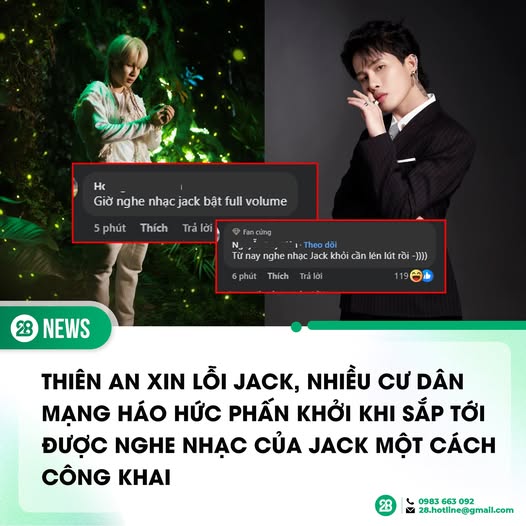 Giờ nghe nhạc jack bật full volume
5 phút Thích Trả lời
Fan cứng
Theo dõi
Từ nay nghe nhạc Jack khỏi cần lén lút rồi -))))
6 phút Thích Trả lời 119
28 NEWS
THIÊN AN XIN LỖI JACK, NHIỀU CƯ DÂN
MẠNG HÁO HỨC PHẤN KHỞI KHI SẮP TỚI
ĐƯỢC NGHE NHẠC CỦA JACK MỘT CÁCH
CÔNG KHAI
28
0983 663 092
28.hotline@gmail.com